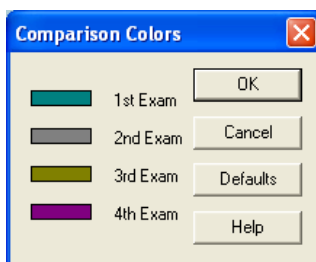 Comparison Colors
1st Exam
OK
2nd Exam
Cancel
3rd Exam
Defaults
4th Exam
Help